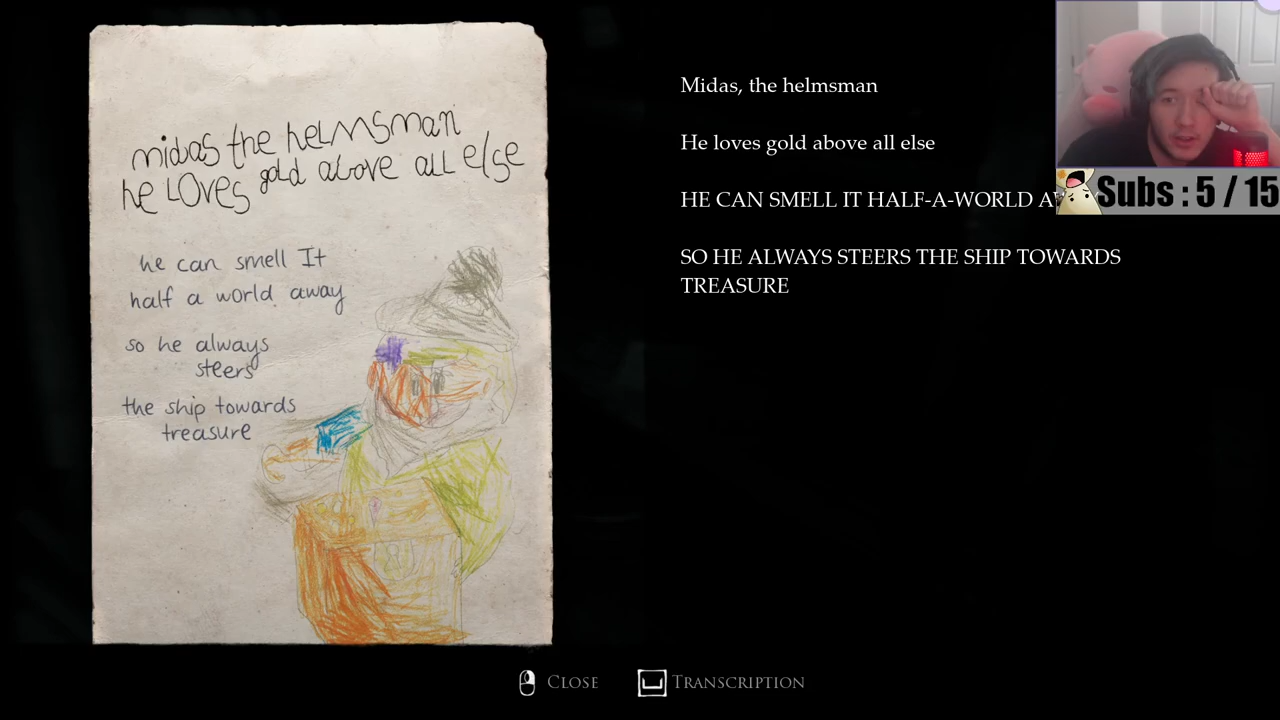 midas the helmsman
he LOVES gold above all else
he can smell It
half a world away
so he always
steers
the ship towards
treasure
Midas, the helmsman
He loves gold above all else
HE CAN SMELL IT HALF-A-WORLD
SO HE ALWAYS STEERS THE SHIP TOWARDS
TREASURE
Subs : 5 / 15
CLOSE
TRANSCRIPTION